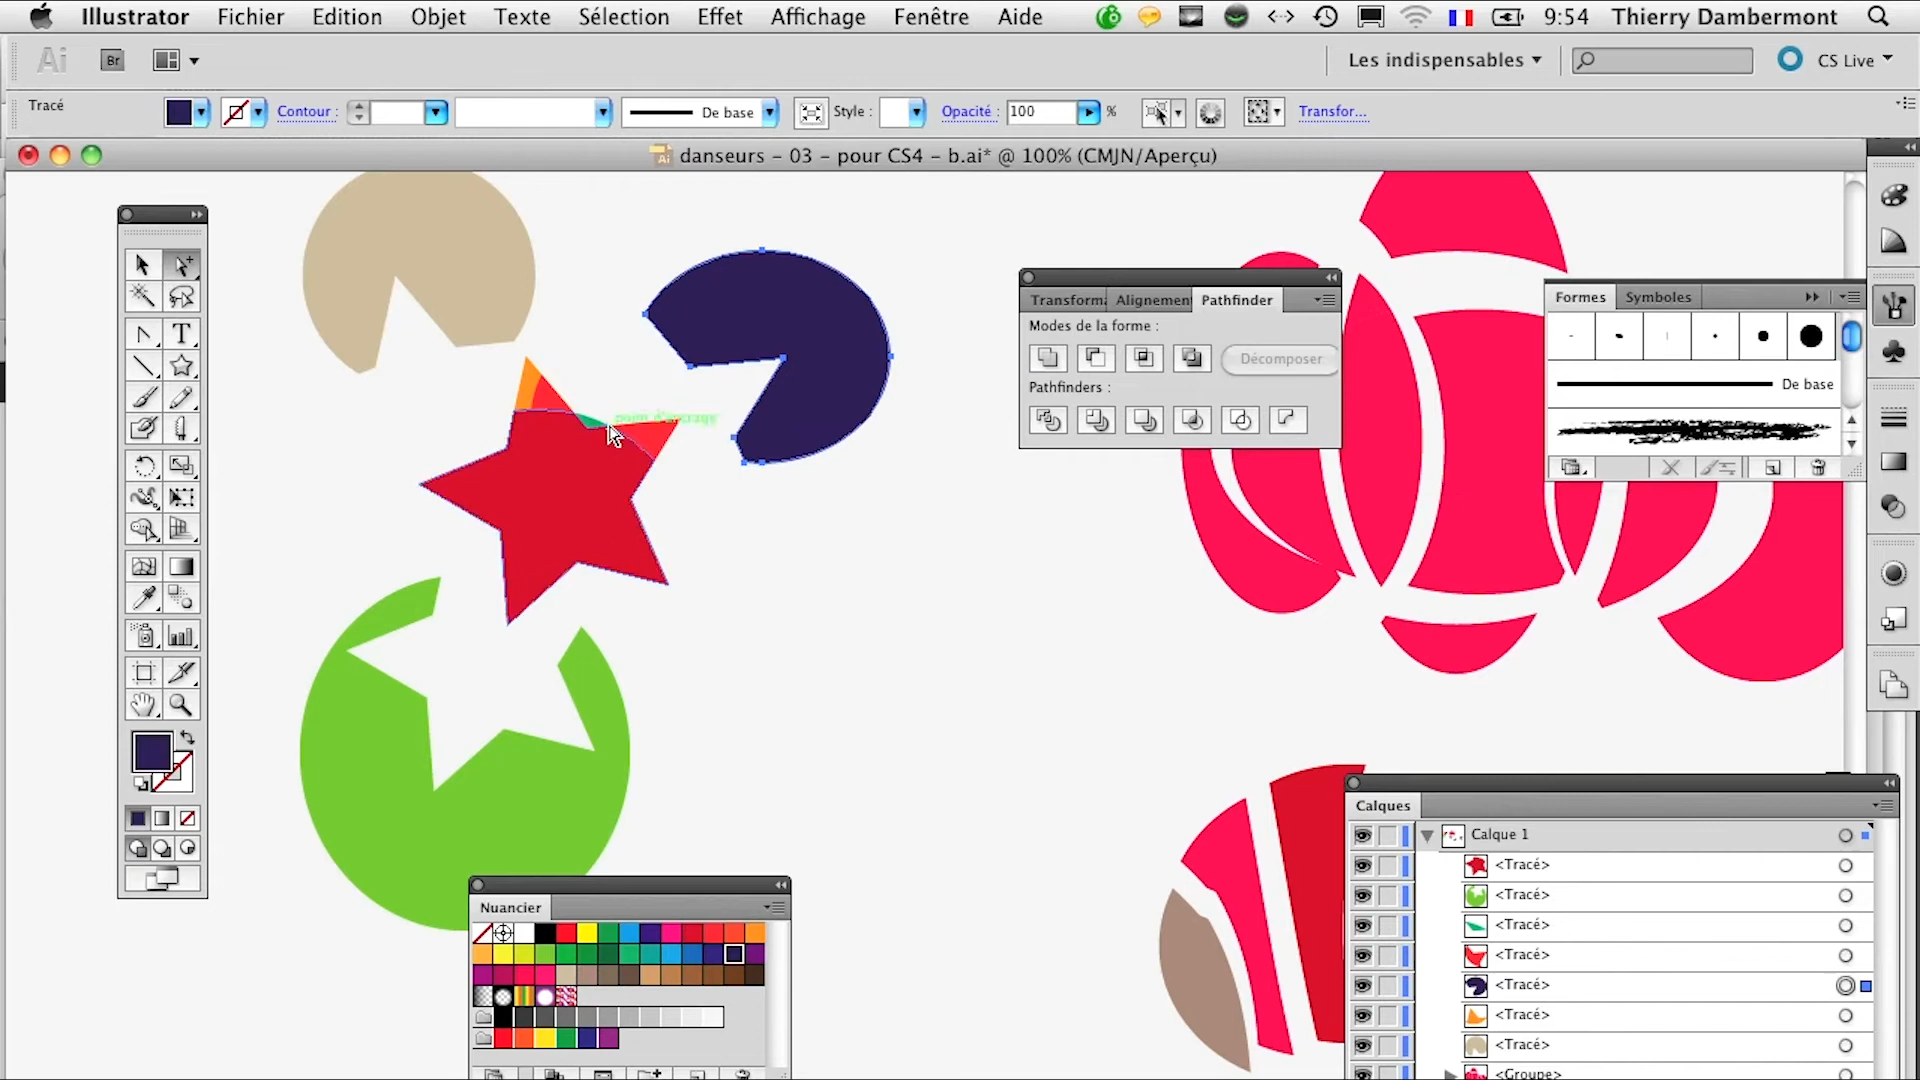 Illustrator Fichier Edition Objet Texte Sélection Effet Affichage Fenêtre Aide 9:54 Thierry Dambermont
Ai Br Les indispensables CS Live
Tracé Contour : De base Style : Opacité : 100 % Transfor...
danseurs - 03 - pour CS4 - b.ai* @ 100% (CMJN/Aperçu)
Transforma Alignement Pathfinder
Modes de la forme :
Décomposer
Pathfinders :
Formes Symboles
De base
Nuancier
Calques
Calque 1
<Tracé>
<Tracé>
<Tracé>
<Tracé>
<Tracé>
<Tracé>
<Tracé>
<Groupe>